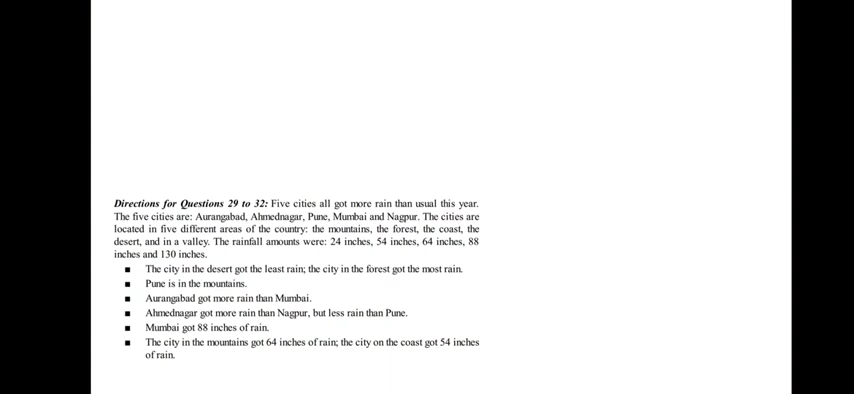 Directions for Questions 29 to 32: Five cities all got more rain than usual this year.
The five cities are: Aurangabad, Ahmednagar, Pune, Mumbai and Nagpur. The cities are
located in five different areas of the country: the mountains, the forest, the coast, the
desert, and in a valley. The rainfall amounts were: 24 inches, 54 inches, 64 inches, 88
inches and 130 inches.
■ The city in the desert got the least rain; the city in the forest got the most rain.
■ Pune is in the mountains.
■ Aurangabad got more rain than Mumbai.
■ Ahmednagar got more rain than Nagpur, but less rain than Pune.
■ Mumbai got 88 inches of rain.
■ The city in the mountains got 64 inches of rain; the city on the coast got 54 inches
of rain.